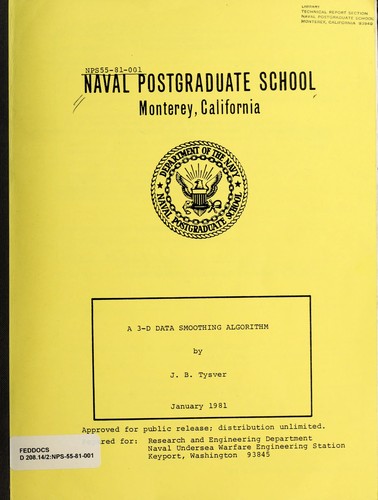 LIBRARY
TECHNICAL REPORT SECTION
NAVAL POSTGRADUATE SCHOOL
MONTEREY, CALIFORNIA 93940
NPS55-81-001
NAVAL POSTGRADUATE SCHOOL
Monterey, California
DEPARTMENT OF THE NAVY
NAVAL POSTGRADUATE SCHOOL
A 3-D DATA SMOOTHING ALGORITHM
by
J. B. Tysver
January 1981
Approved for public release; distribution unlimited.
ared for: Research and Engineering Department
Naval Undersea Warfare Engineering Station
Keyport, Washington 93845
FEDDOCS
D 208.14/2:NPS-55-81-001